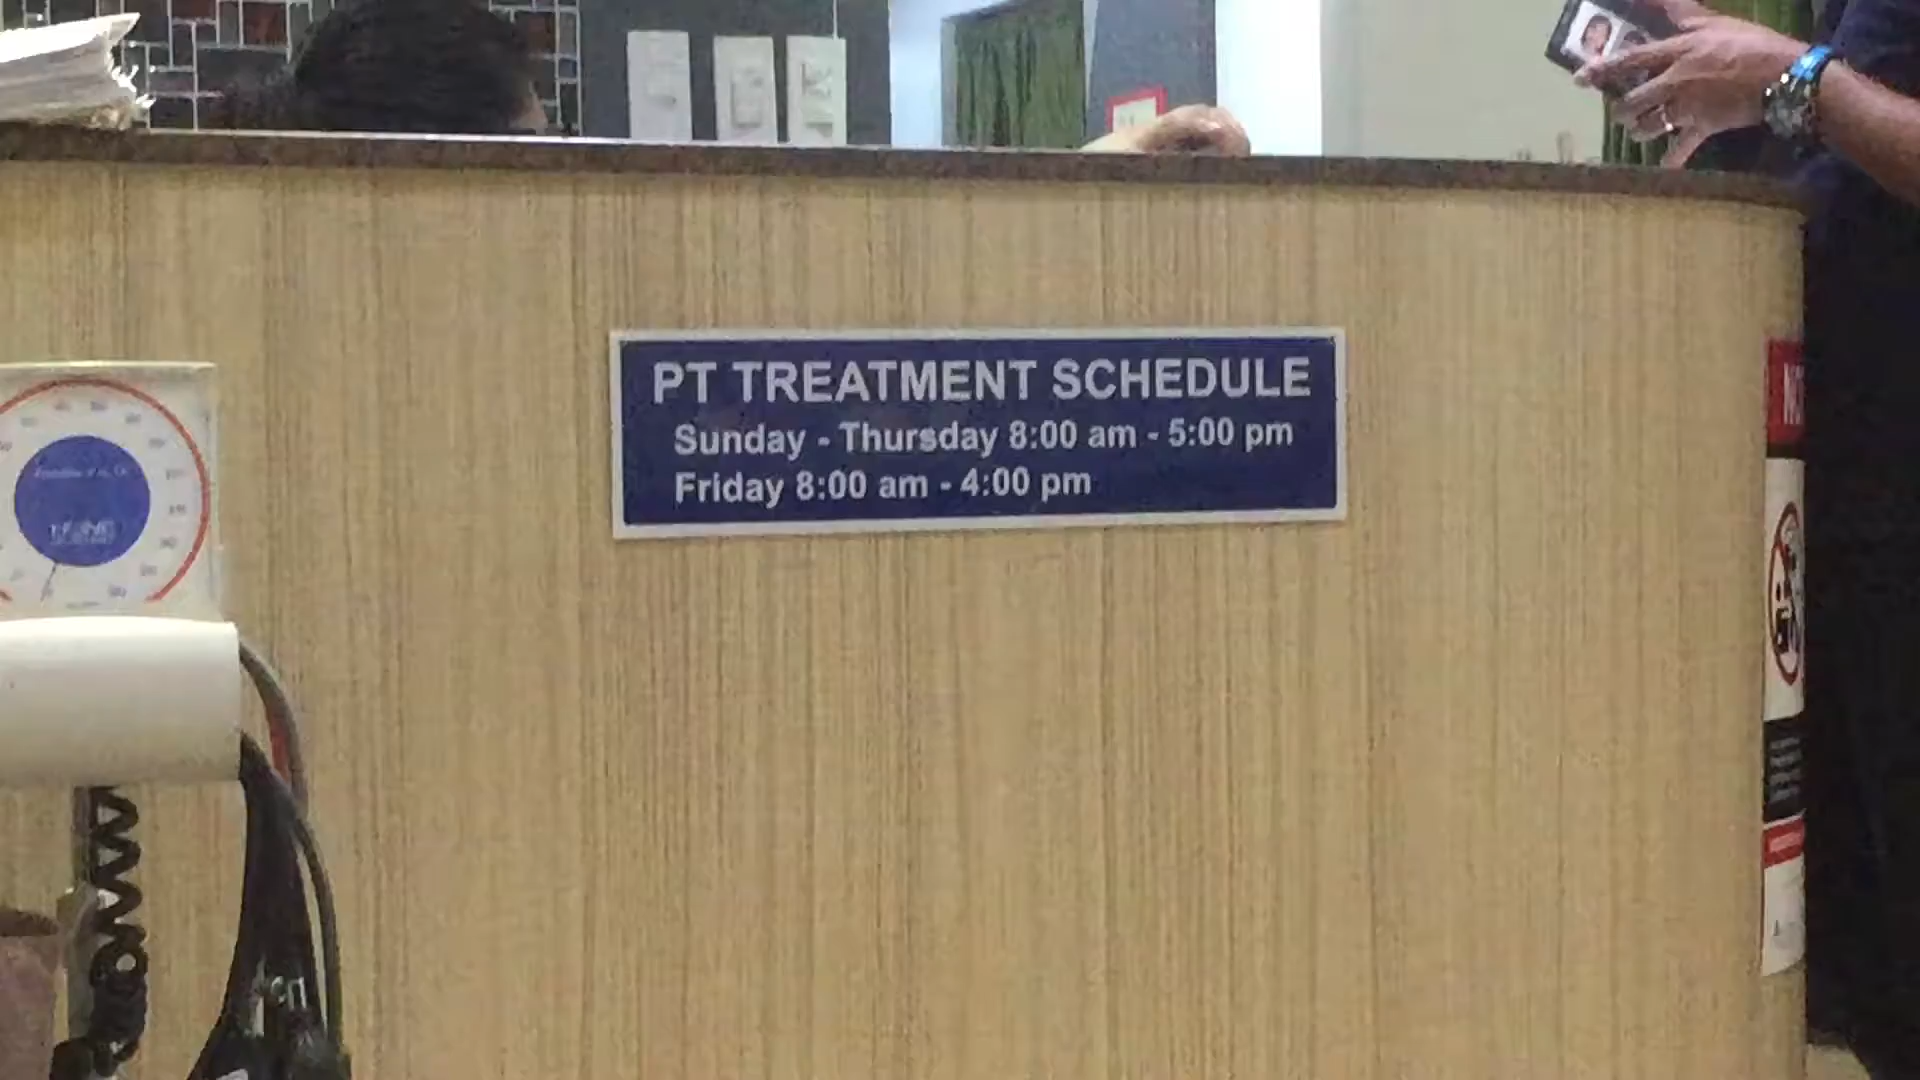 PT TREATMENT SCHEDULE
Sunday - Thursday 8:00 am - 5:00 pm
Friday 8:00 am - 4:00 pm